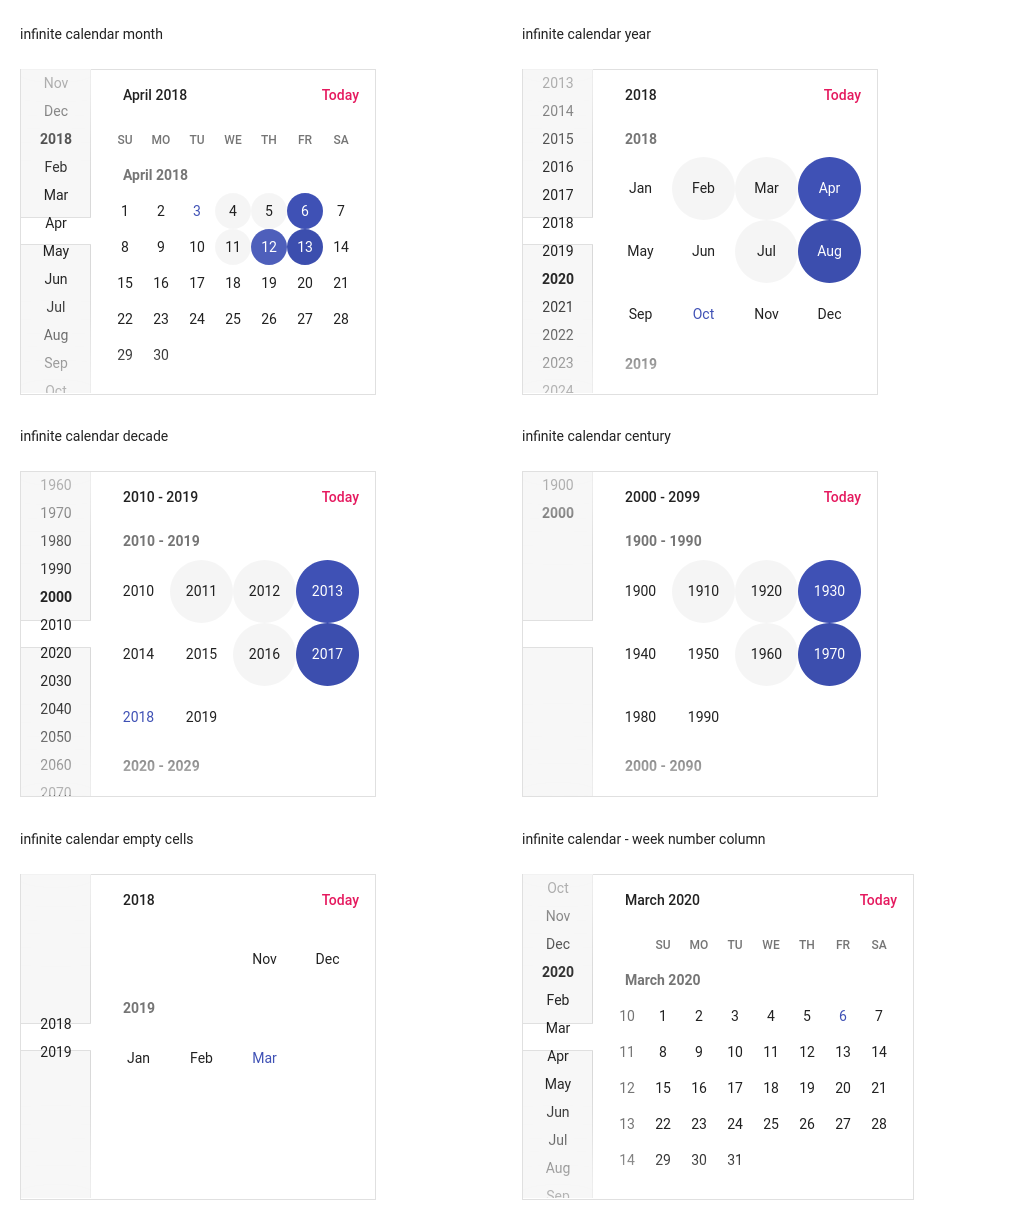 infinite calendar month
Nov
Dec
2018
Feb
Mar
Apr
May
Jun
Jul
Aug
Sep
Oct
April 2018 Today
SU MO TU WE TH FR SA
April 2018
1 2 3 4 5 6 7
8 9 10 11 12 13 14
15 16 17 18 19 20 21
22 23 24 25 26 27 28
29 30
infinite calendar year
2013
2014
2015
2016
2017
2018
2019
2020
2021
2022
2023
2024
2018 Today
2018
Jan Feb Mar Apr
May Jun Jul Aug
Sep Oct Nov Dec
2019
infinite calendar decade
1960
1970
1980
1990
2000
2010
2020
2030
2040
2050
2060
2070
2010 - 2019 Today
2010 - 2019
2010 2011 2012 2013
2014 2015 2016 2017
2018 2019
2020 - 2029
infinite calendar century
1900
2000
2000 - 2099 Today
1900 - 1990
1900 1910 1920 1930
1940 1950 1960 1970
1980 1990
2000 - 2090
infinite calendar empty cells
2018
2019
2018 Today
Nov Dec
2019
Jan Feb Mar
infinite calendar - week number column
Oct
Nov
Dec
2020
Feb
Mar
Apr
May
Jun
Jul
Aug
Sep
March 2020 Today
SU MO TU WE TH FR SA
March 2020
10 1 2 3 4 5 6 7
11 8 9 10 11 12 13 14
12 15 16 17 18 19 20 21
13 22 23 24 25 26 27 28
14 29 30 31